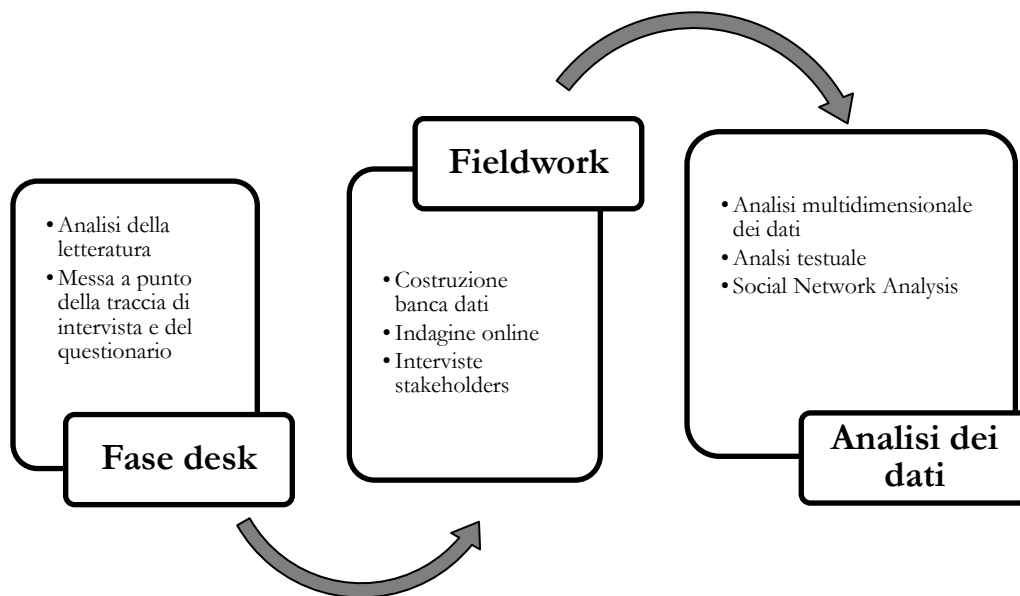 • Analisi della
letteratura
• Messa a punto
della traccia di
intervista e del
questionario
Fase desk
Fieldwork
• Costruzione
banca dati
• Indagine online
• Interviste
stakeholders
• Analisi multidimensionale
dei dati
• Analsi testuale
• Social Network Analysis
Analisi dei
dati